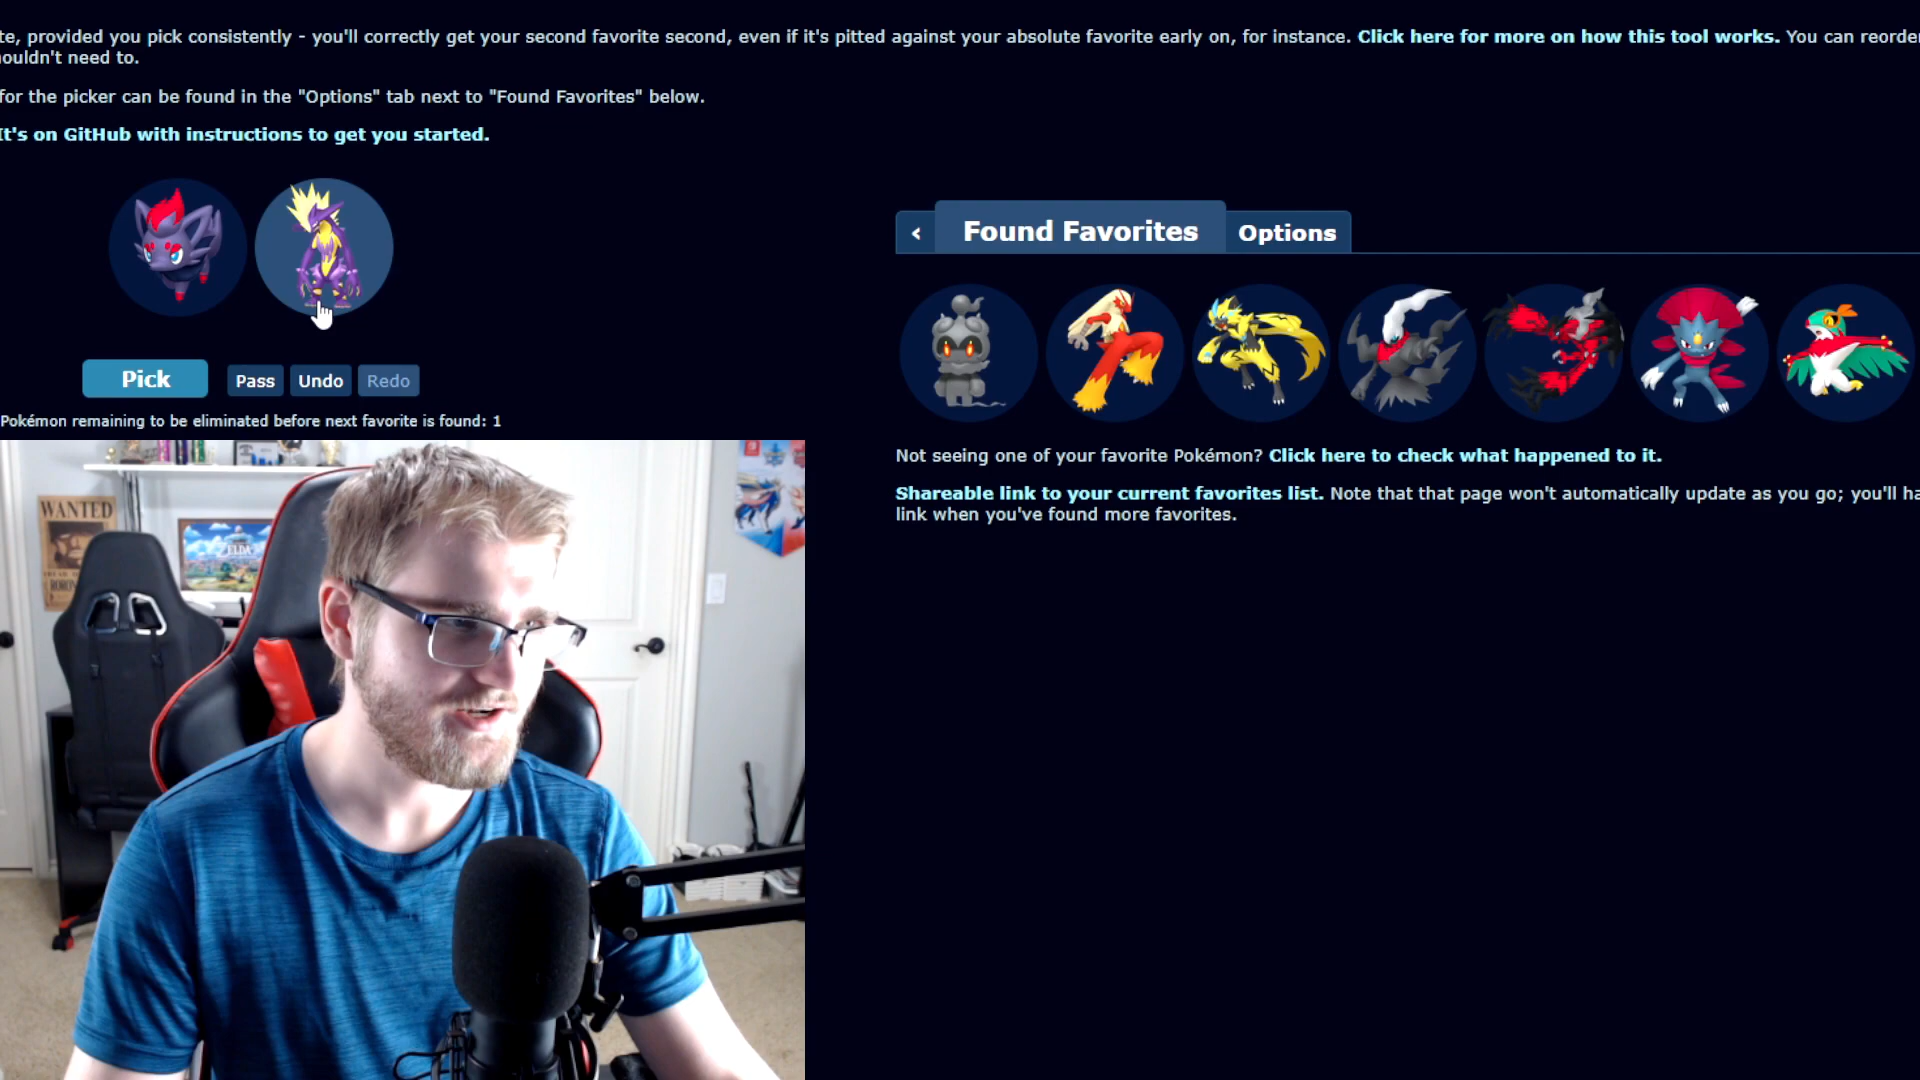 te, provided you pick consistently - you'll correctly get your second favorite second, even if it's pitted against your absolute favorite early on, for instance. Click here for more on how this tool works. You can reorder
ouldn't need to.
for the picker can be found in the "Options" tab next to "Found Favorites" below.
It's on GitHub with instructions to get you started.
‹ Found Favorites Options
Pick Pass Undo Redo
Pokémon remaining to be eliminated before next favorite is found: 1
Not seeing one of your favorite Pokémon? Click here to check what happened to it.
Shareable link to your current favorites list. Note that that page won't automatically update as you go; you'll ha
link when you've found more favorites.
WANTED
ZELDA